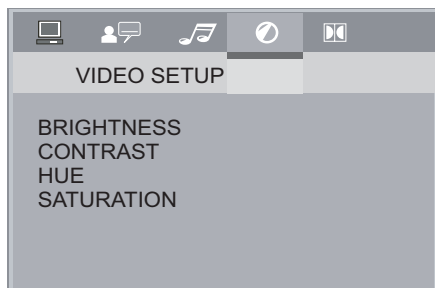 VIDEO SETUP
BRIGHTNESS
CONTRAST
HUE
SATURATION